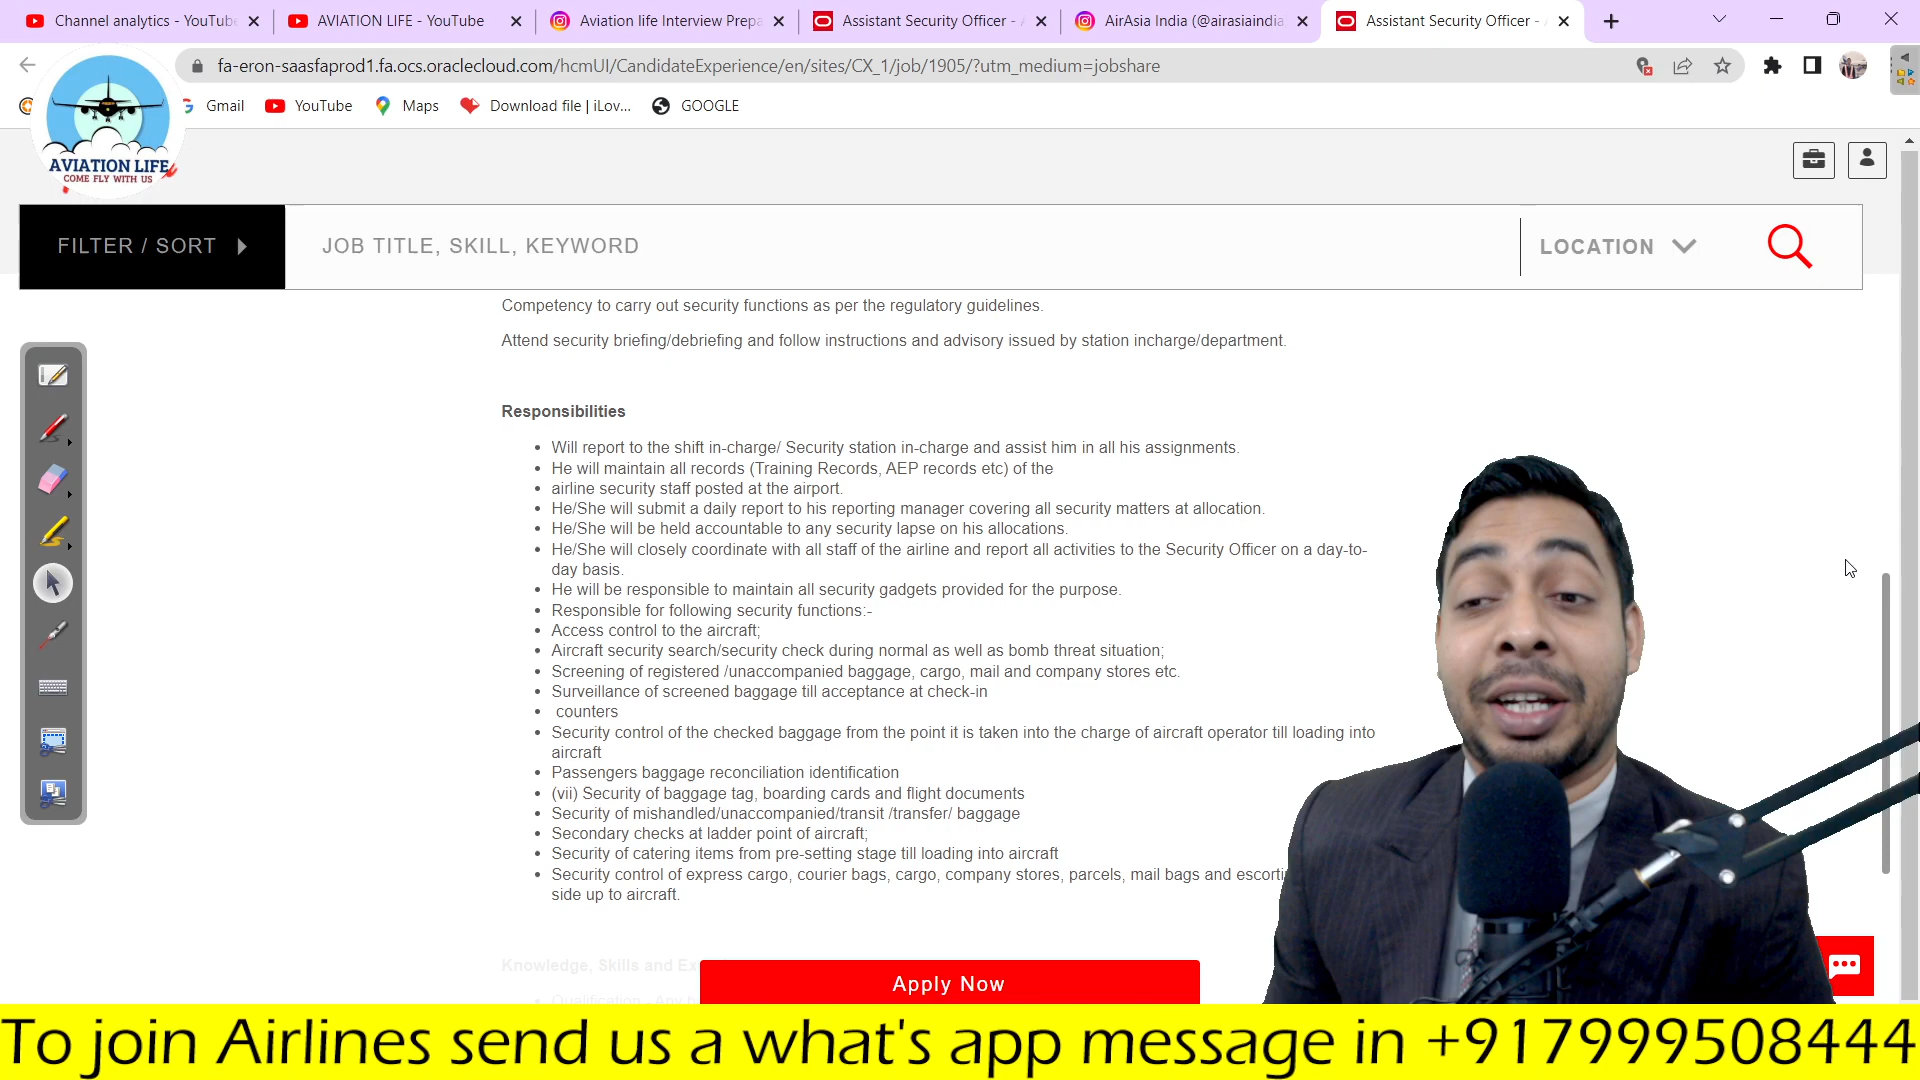 Channel analytics - YouTube
AVIATION LIFE - YouTube
Aviation life Interview Prepa
Assistant Security Officer -
AirAsia India (@airasiaindia
Assistant Security Officer -
fa-eron-saasfaprod1.fa.ocs.oraclecloud.com/hcmUI/CandidateExperience/en/sites/CX_1/job/1905/?utm_medium=jobshare
Gmail
YouTube
Maps
Download file | iLov...
GOOGLE
AVIATION LIFE
COME FLY WITH US
FILTER / SORT
JOB TITLE, SKILL, KEYWORD
LOCATION
Competency to carry out security functions as per the regulatory guidelines.
Attend security briefing/debriefing and follow instructions and advisory issued by station incharge/department.
Responsibilities
• Will report to the shift in-charge/ Security station in-charge and assist him in all his assignments.
• He will maintain all records (Training Records, AEP records etc) of the
• airline security staff posted at the airport.
• He/She will submit a daily report to his reporting manager covering all security matters at allocation.
• He/She will be held accountable to any security lapse on his allocations.
• He/She will closely coordinate with all staff of the airline and report all activities to the Security Officer on a day-to-
day basis.
• He will be responsible to maintain all security gadgets provided for the purpose.
• Responsible for following security functions:-
• Access control to the aircraft;
• Aircraft security search/security check during normal as well as bomb threat situation;
• Screening of registered /unaccompanied baggage, cargo, mail and company stores etc.
• Surveillance of screened baggage till acceptance at check-in
• counters
• Security control of the checked baggage from the point it is taken into the charge of aircraft operator till loading into
aircraft
• Passengers baggage reconciliation identification
• (vii) Security of baggage tag, boarding cards and flight documents
• Security of mishandled/unaccompanied/transit /transfer/ baggage
• Secondary checks at ladder point of aircraft;
• Security of catering items from pre-setting stage till loading into aircraft
• Security control of express cargo, courier bags, cargo, company stores, parcels, mail bags and escorti
side up to aircraft.
Knowledge, Skills and Ex
• Qualification - Any
Apply Now
To join Airlines send us a what's app message in +917999508444